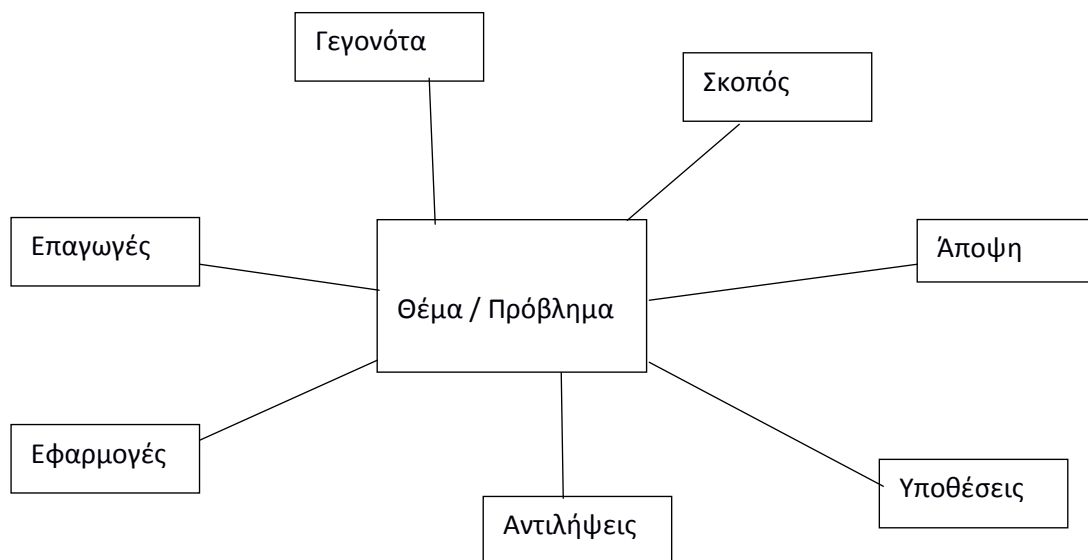 Γεγονότα
Σκοπός
Επαγωγές
Άποψη
Θέμα / Πρόβλημα
Εφαρμογές
Υποθέσεις
Αντιλήψεις